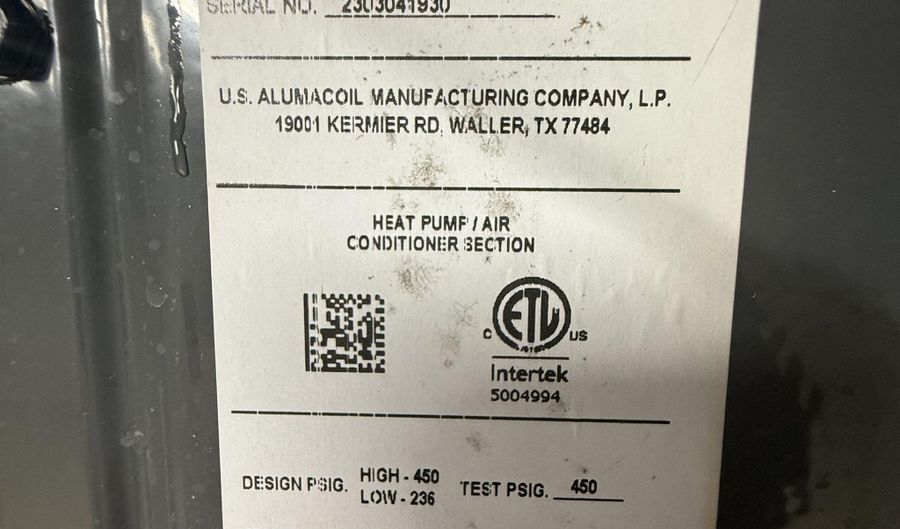 SERIAL NO. 2303041930
U.S. ALUMACOIL MANUFACTURING COMPANY, L.P.
19001 KERMIER RD, WALLER, TX 77484
HEAT PUMP / AIR
CONDITIONER SECTION
ETL
C US
Intertek
5004994
DESIGN PSIG. HIGH - 450 TEST PSIG. 450
LOW - 236